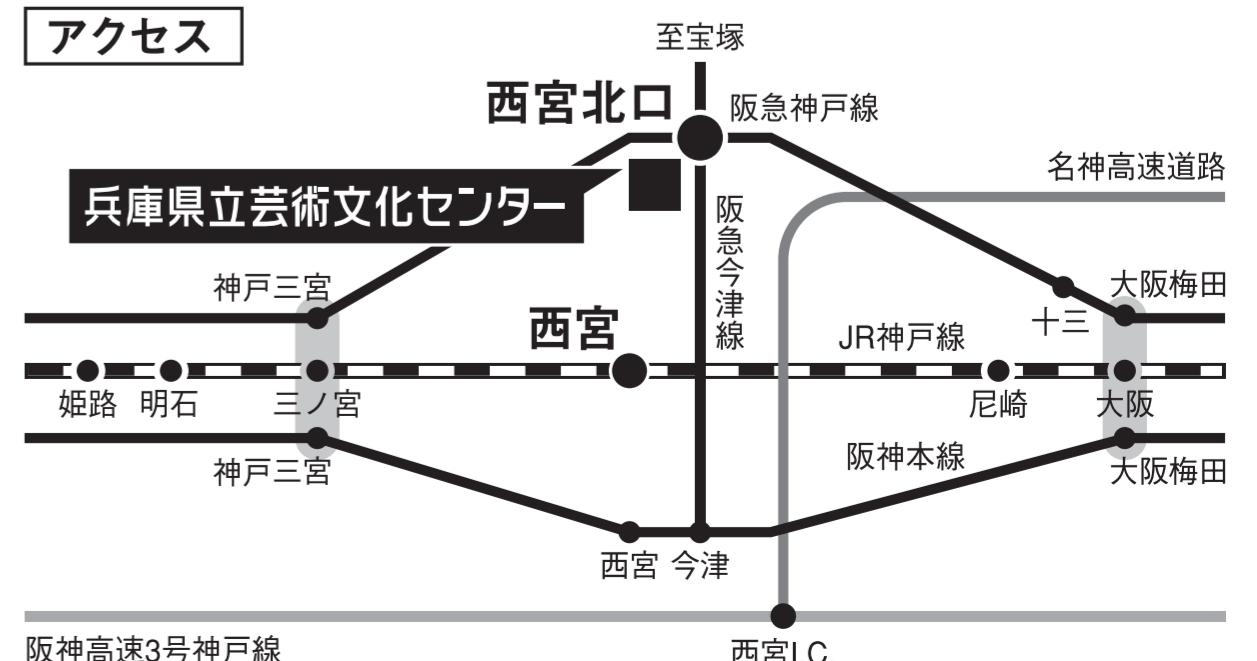 アクセス
至宝塚
西宮北口
阪急神戸線
名神高速道路
兵庫県立芸術文化センター
阪急今津線
神戸三宮
大阪梅田
十三
西宮
JR神戸線
姫路
明石
三ノ宮
尼崎
大阪
神戸三宮
阪神本線
大阪梅田
西宮
今津
阪神高速3号神戸線
西宮I.C